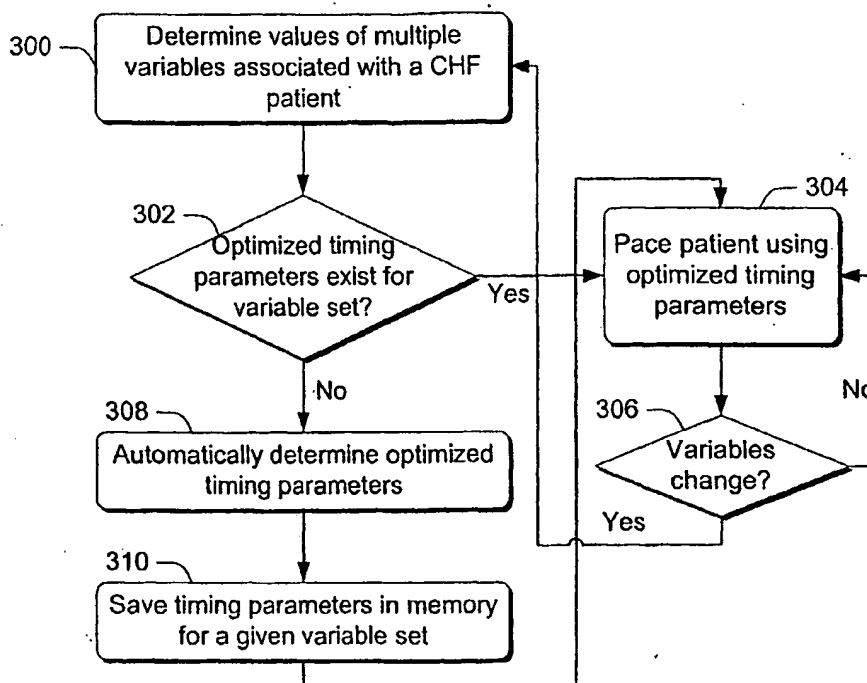 300
Determine values of multiple
variables associated with a CHF
patient
302
Optimized timing
parameters exist for
variable set?
Yes
No
304
Pace patient using
optimized timing
parameters
306
Variables
change?
Yes
No
308
Automatically determine optimized
timing parameters
310
Save timing parameters in memory
for a given variable set